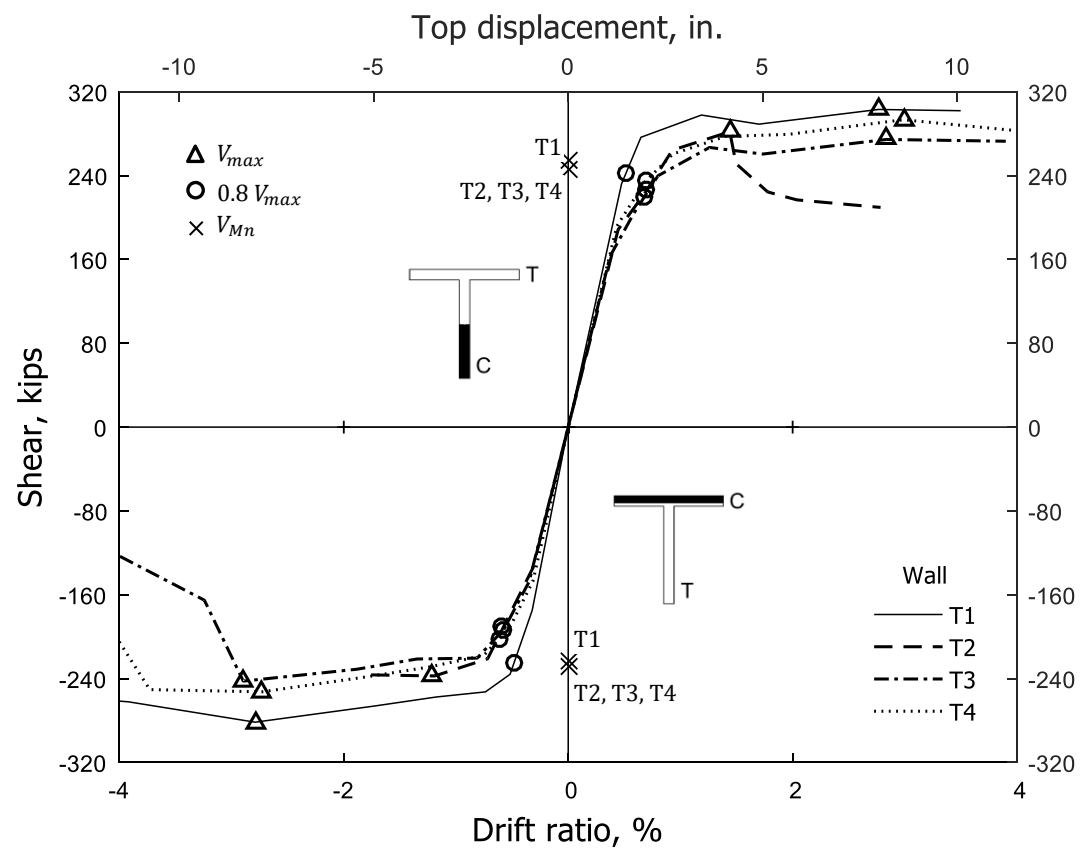 Top displacement, in.
-10 -5 0 5 10
320 320
240 240
160 160
80 80
0 0
-80 -80
-160 -160
-240 -240
-320 -320
Shear, kips
V_max
0.8 V_max
V_Mn
T1
T2, T3, T4
T
C
C
T
T1
T2, T3, T4
Wall
T1
T2
T3
T4
-4 -2 0 2 4
Drift ratio, %